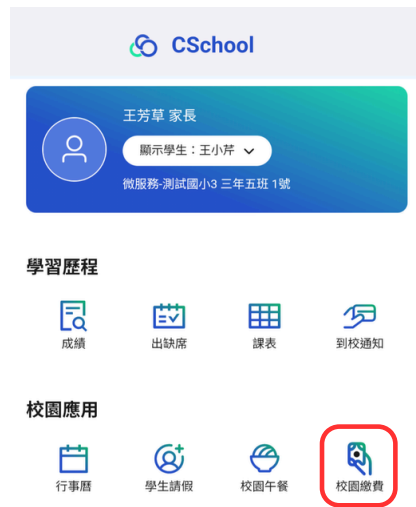 CSchool
王芳草 家長
顯示學生：王小芹
微服務-測試國小3 三年五班 1號
學習歷程
成績 出缺席 課表 到校通知
校園應用
行事曆 學生請假 校園午餐 校園繳費